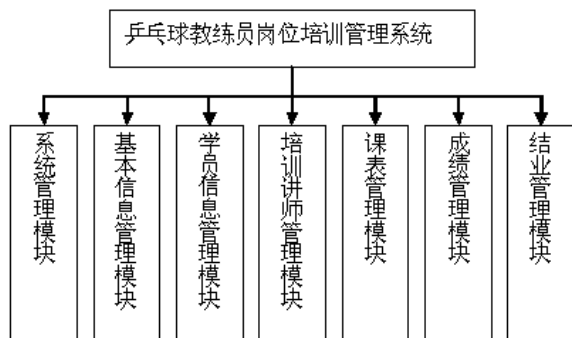 乒乓球教练员岗位培训管理系统
系统管理模块
基本信息管理模块
学员信息管理模块
培训讲师管理模块
课表管理模块
成绩管理模块
结业管理模块